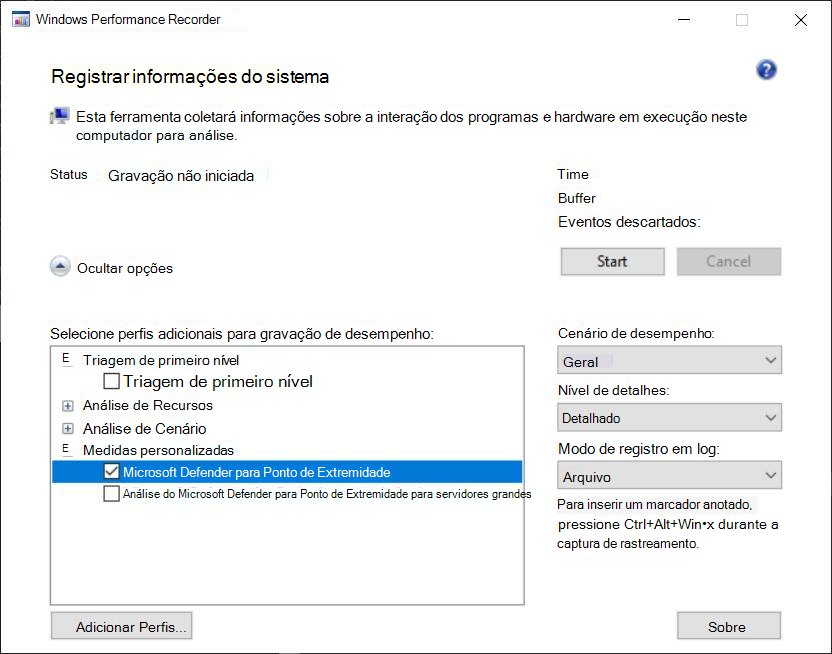 Windows Performance Recorder
Registrar informações do sistema
?
Esta ferramenta coletará informações sobre a interação dos programas e hardware em execução neste
computador para análise.
Status
Gravação não iniciada
Time
Buffer
Eventos descartados:
Start
Cancel
Ocultar opções
Selecione perfis adicionais para gravação de desempenho:
E Triagem de primeiro nível
Triagem de primeiro nível
Análise de Recursos
Análise de Cenário
E Medidas personalizadas
Microsoft Defender para Ponto de Extremidade
Análise do Microsoft Defender para Ponto de Extremidade para servidores grandes
Cenário de desempenho:
Geral
Nível de detalhes:
Detalhado
Modo de registro em log:
Arquivo
Para inserir um marcador anotado,
pressione Ctrl+Alt+Win•x durante a
captura de rastreamento.
Adicionar Perfis...
Sobre